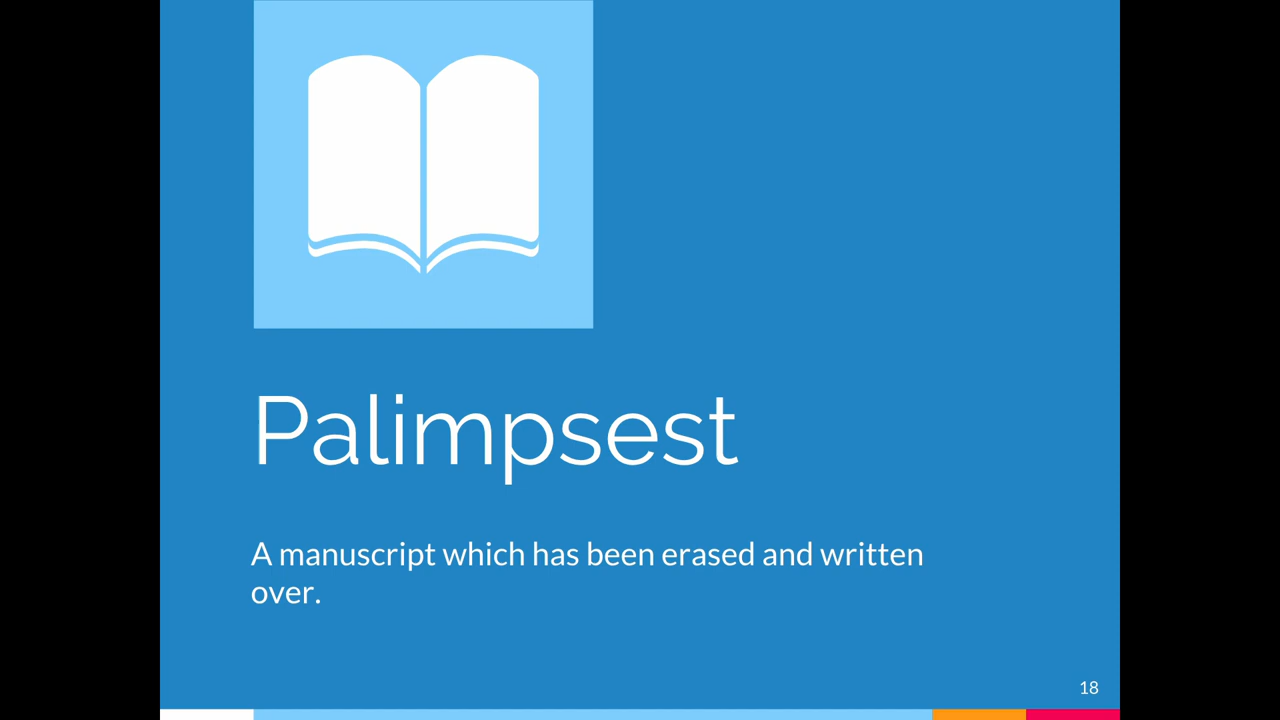 Palimpsest
A manuscript which has been erased and written
over.
18